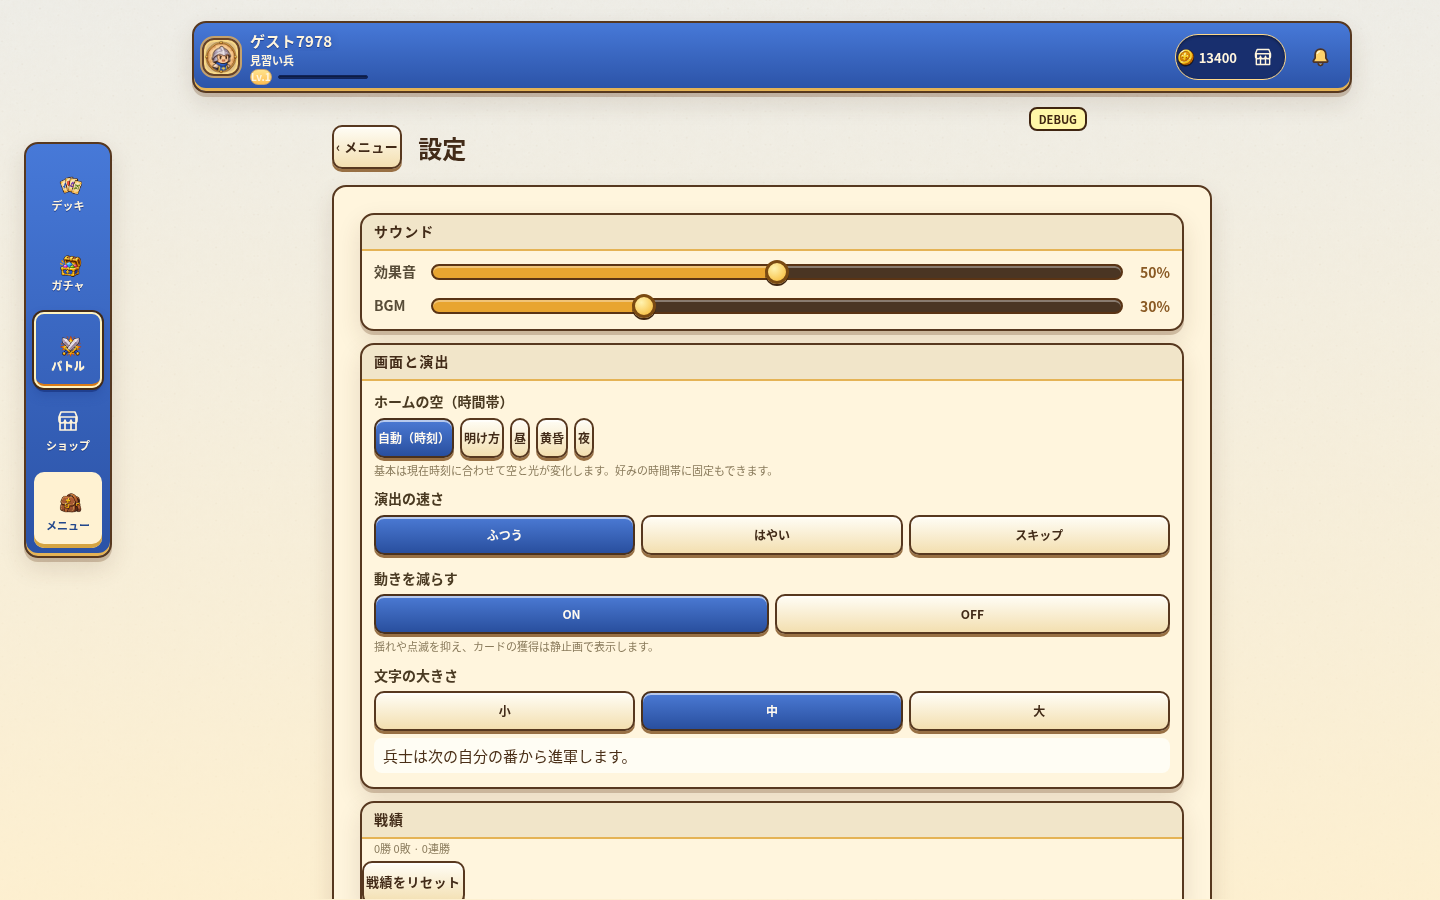 ゲスト7978
見習い兵
Lv.1
13400
DEBUG
‹ メニュー
設定
デッキ
ガチャ
バトル
ショップ
メニュー
サウンド
効果音
50%
BGM
30%
画面と演出
ホームの空（時間帯）
自動（時刻） 明け方 昼 黄昏 夜
基本は現在時刻に合わせて空と光が変化します。好みの時間帯に固定もできます。
演出の速さ
ふつう はやい スキップ
動きを減らす
ON OFF
揺れや点滅を抑え、カードの獲得は静止画で表示します。
文字の大きさ
小 中 大
兵士は次の自分の番から進軍します。
戦績
0勝 0敗 · 0連勝
戦績をリセット